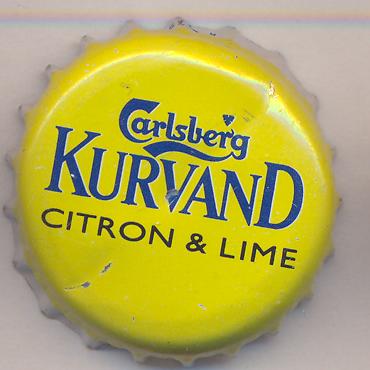 Carlsberg
KURVAND
CITRON & LIME